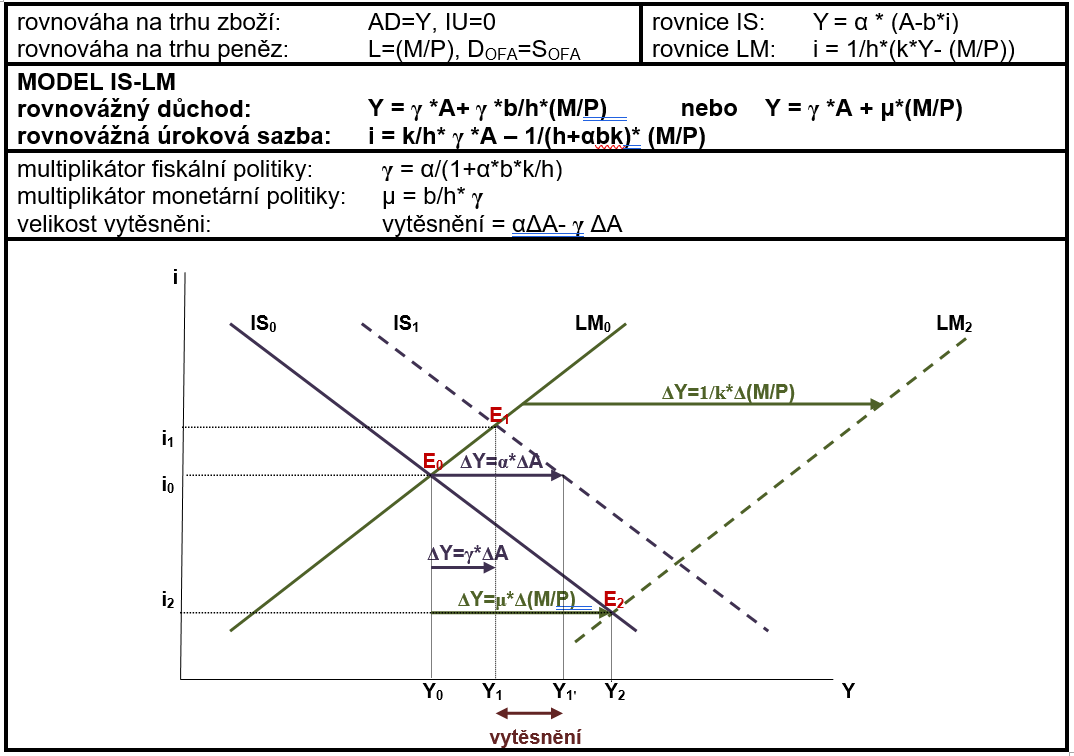 rovnováha na trhu zboží: AD=Y, IU=0
rovnováha na trhu peněz: L=(M/P), DOFA=SOFA
rovnice IS: Y = α * (A-b*i)
rovnice LM: i = 1/h*(k*Y- (M/P))
MODEL IS-LM
rovnovážný důchod: Y = γ *A+ γ *b/h*(M/P) nebo Y = γ *A + μ*(M/P)
rovnovážná úroková sazba: i = k/h* γ *A – 1/(h+αbk)* (M/P)
multiplikátor fiskální politiky: γ = α/(1+α*b*k/h)
multiplikátor monetární politiky: μ = b/h* γ
velikost vytěsněni: vytěsnění = αΔA- γ ΔA
i
IS0 IS1 LM0 LM2
ΔY=1/k*Δ(M/P)
E1
i1
E0 ΔY=α*ΔA
i0
ΔY=γ*ΔA
i2 ΔY=μ*Δ(M/P) E2
Y0 Y1 Y1' Y2 Y
vytěsnění